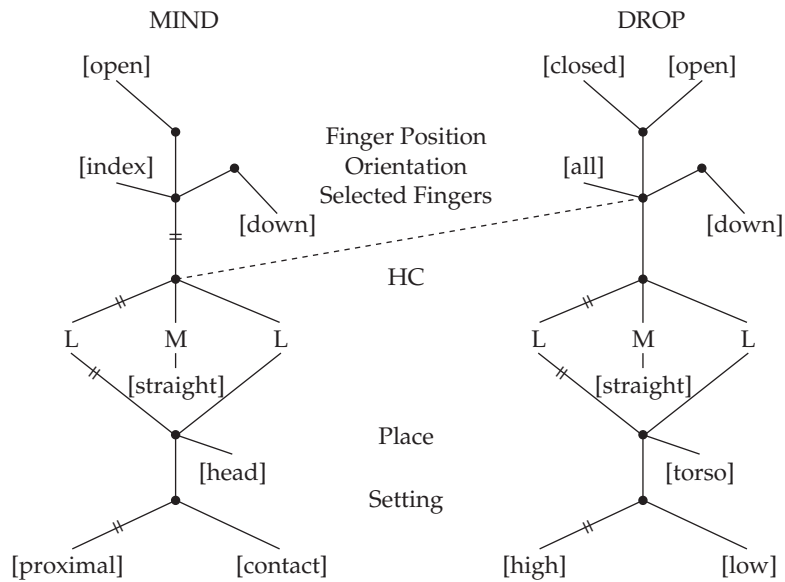 MIND DROP
[open] [closed] [open]
Finger Position
[index] Orientation [all]
Selected Fingers
[down] [down]
HC
L M L L M L
[straight] [straight]
Place
[head] [torso]
Setting
[proximal] [contact] [high] [low]